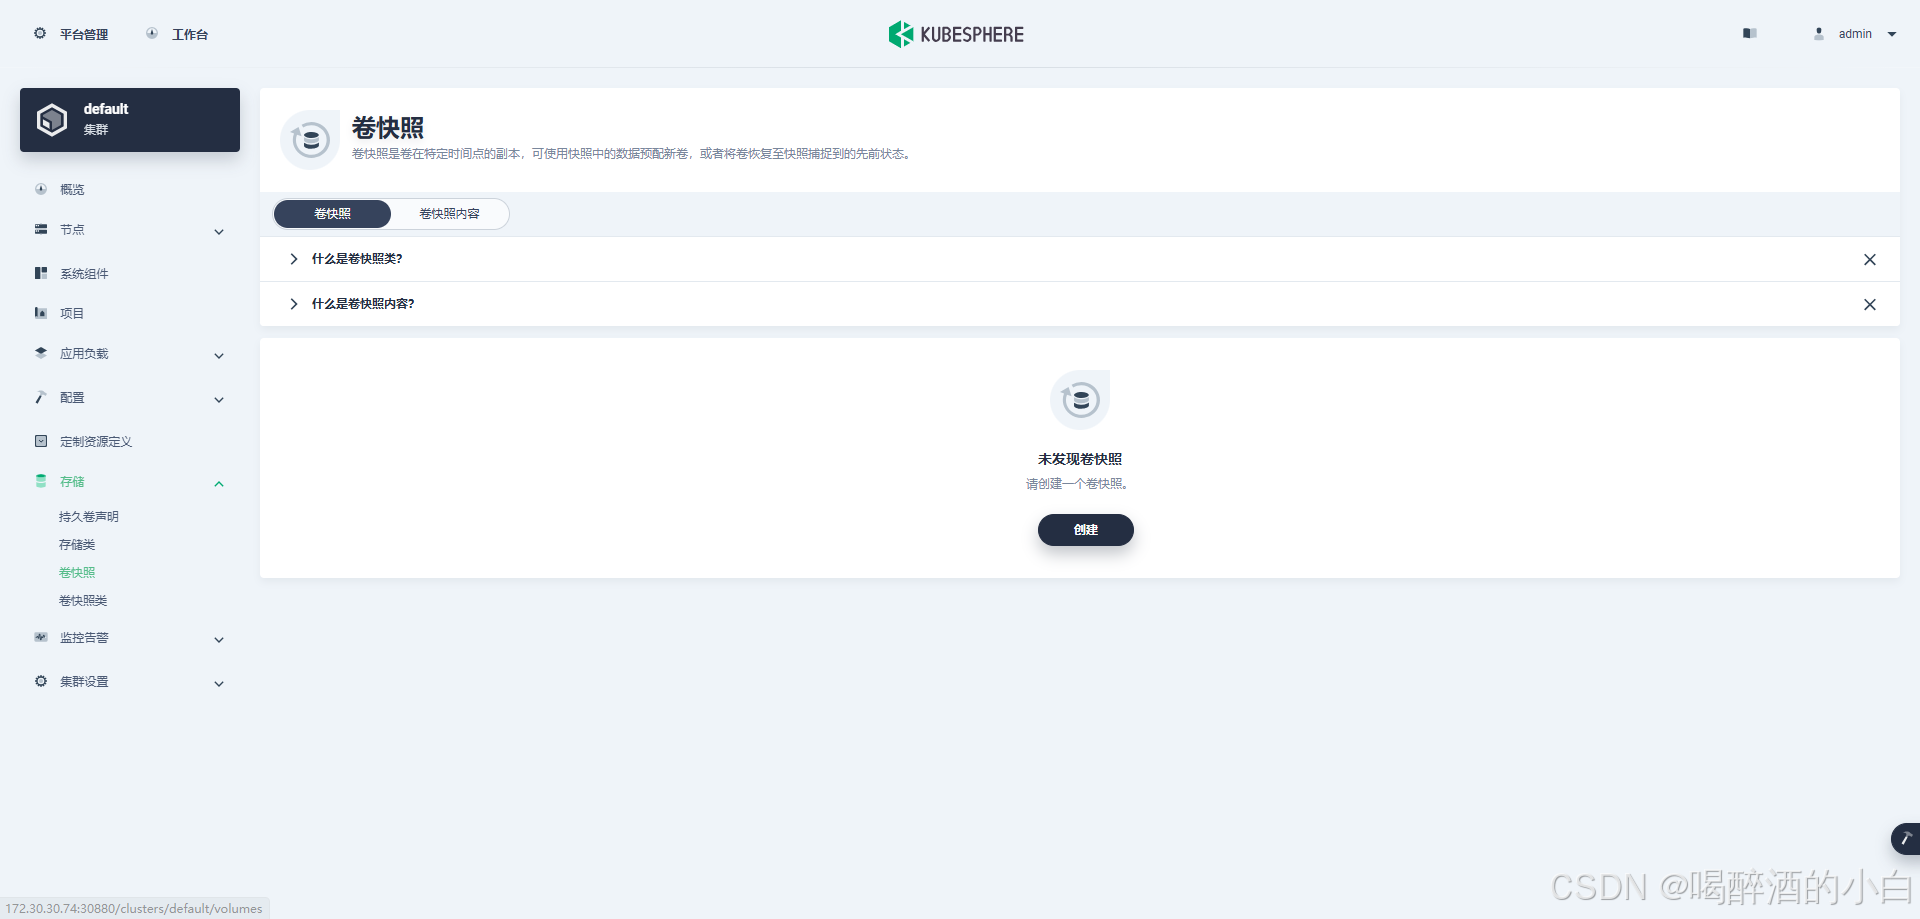 平台管理
工作台
KUBESPHERE
admin
default
集群
概览
节点
系统组件
项目
应用负载
配置
定制资源定义
存储
持久卷声明
存储类
卷快照
卷快照类
监控告警
集群设置
卷快照
卷快照是卷在特定时间点的副本，可使用快照中的数据预配新卷，或者将卷恢复至快照捕捉到的先前状态。
卷快照
卷快照内容
什么是卷快照类?
什么是卷快照内容?
未发现卷快照
请创建一个卷快照。
创建
172.30.30.74:30880/clusters/default/volumes
CSDN @喝醉酒的小白